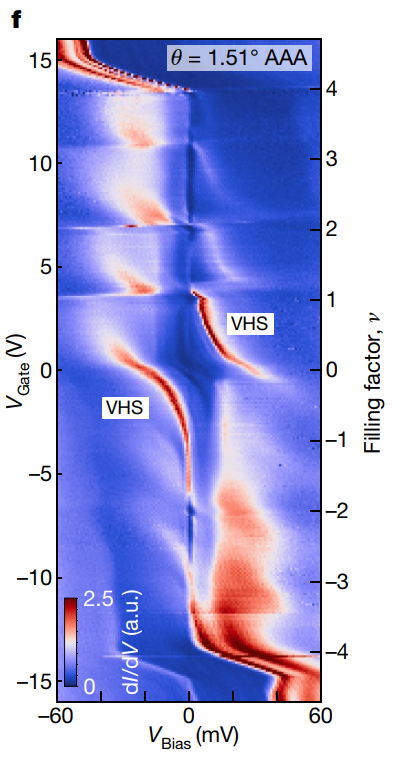 f
θ = 1.51° AAA
15
10
5
0
−5
−10
−15
V_Gate (V)
4
3
2
1
0
−1
−2
−3
−4
Filling factor, ν
VHS
VHS
2.5
0
dI/dV (a.u.)
−60
0
60
V_Bias (mV)